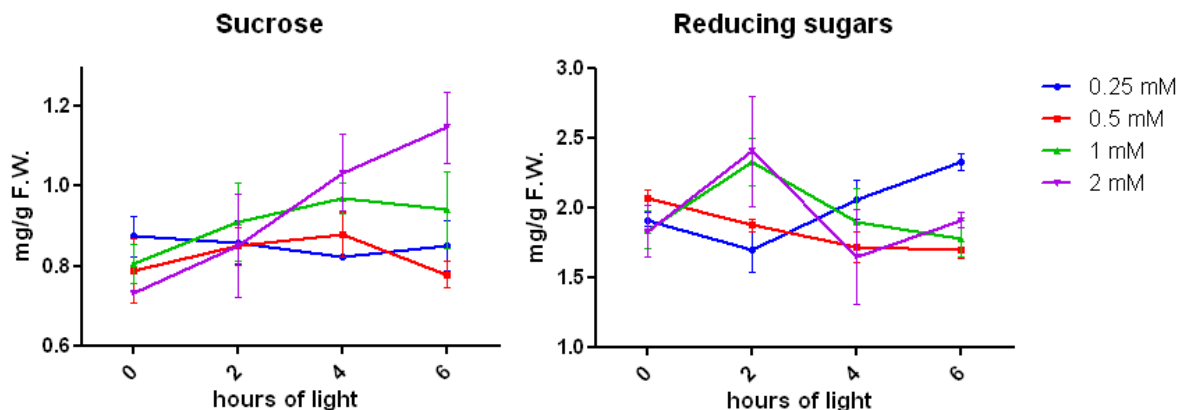 Sucrose
mg/g F.W.
1.2
1.0
0.8
0.6
0 2 4 6
hours of light
Reducing sugars
mg/g F.W.
3.0
2.5
2.0
1.5
1.0
0 2 4 6
hours of light
0.25 mM
0.5 mM
1 mM
2 mM